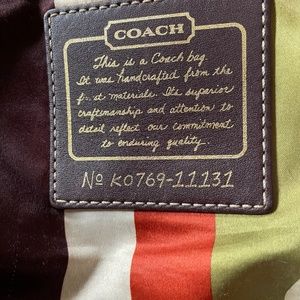 COACH
This is a Coach bag.
It was handcrafted from the
materials. Its superior
craftsmanship and attention to
detail reflect our commitment
to enduring quality.
No K0769-11131